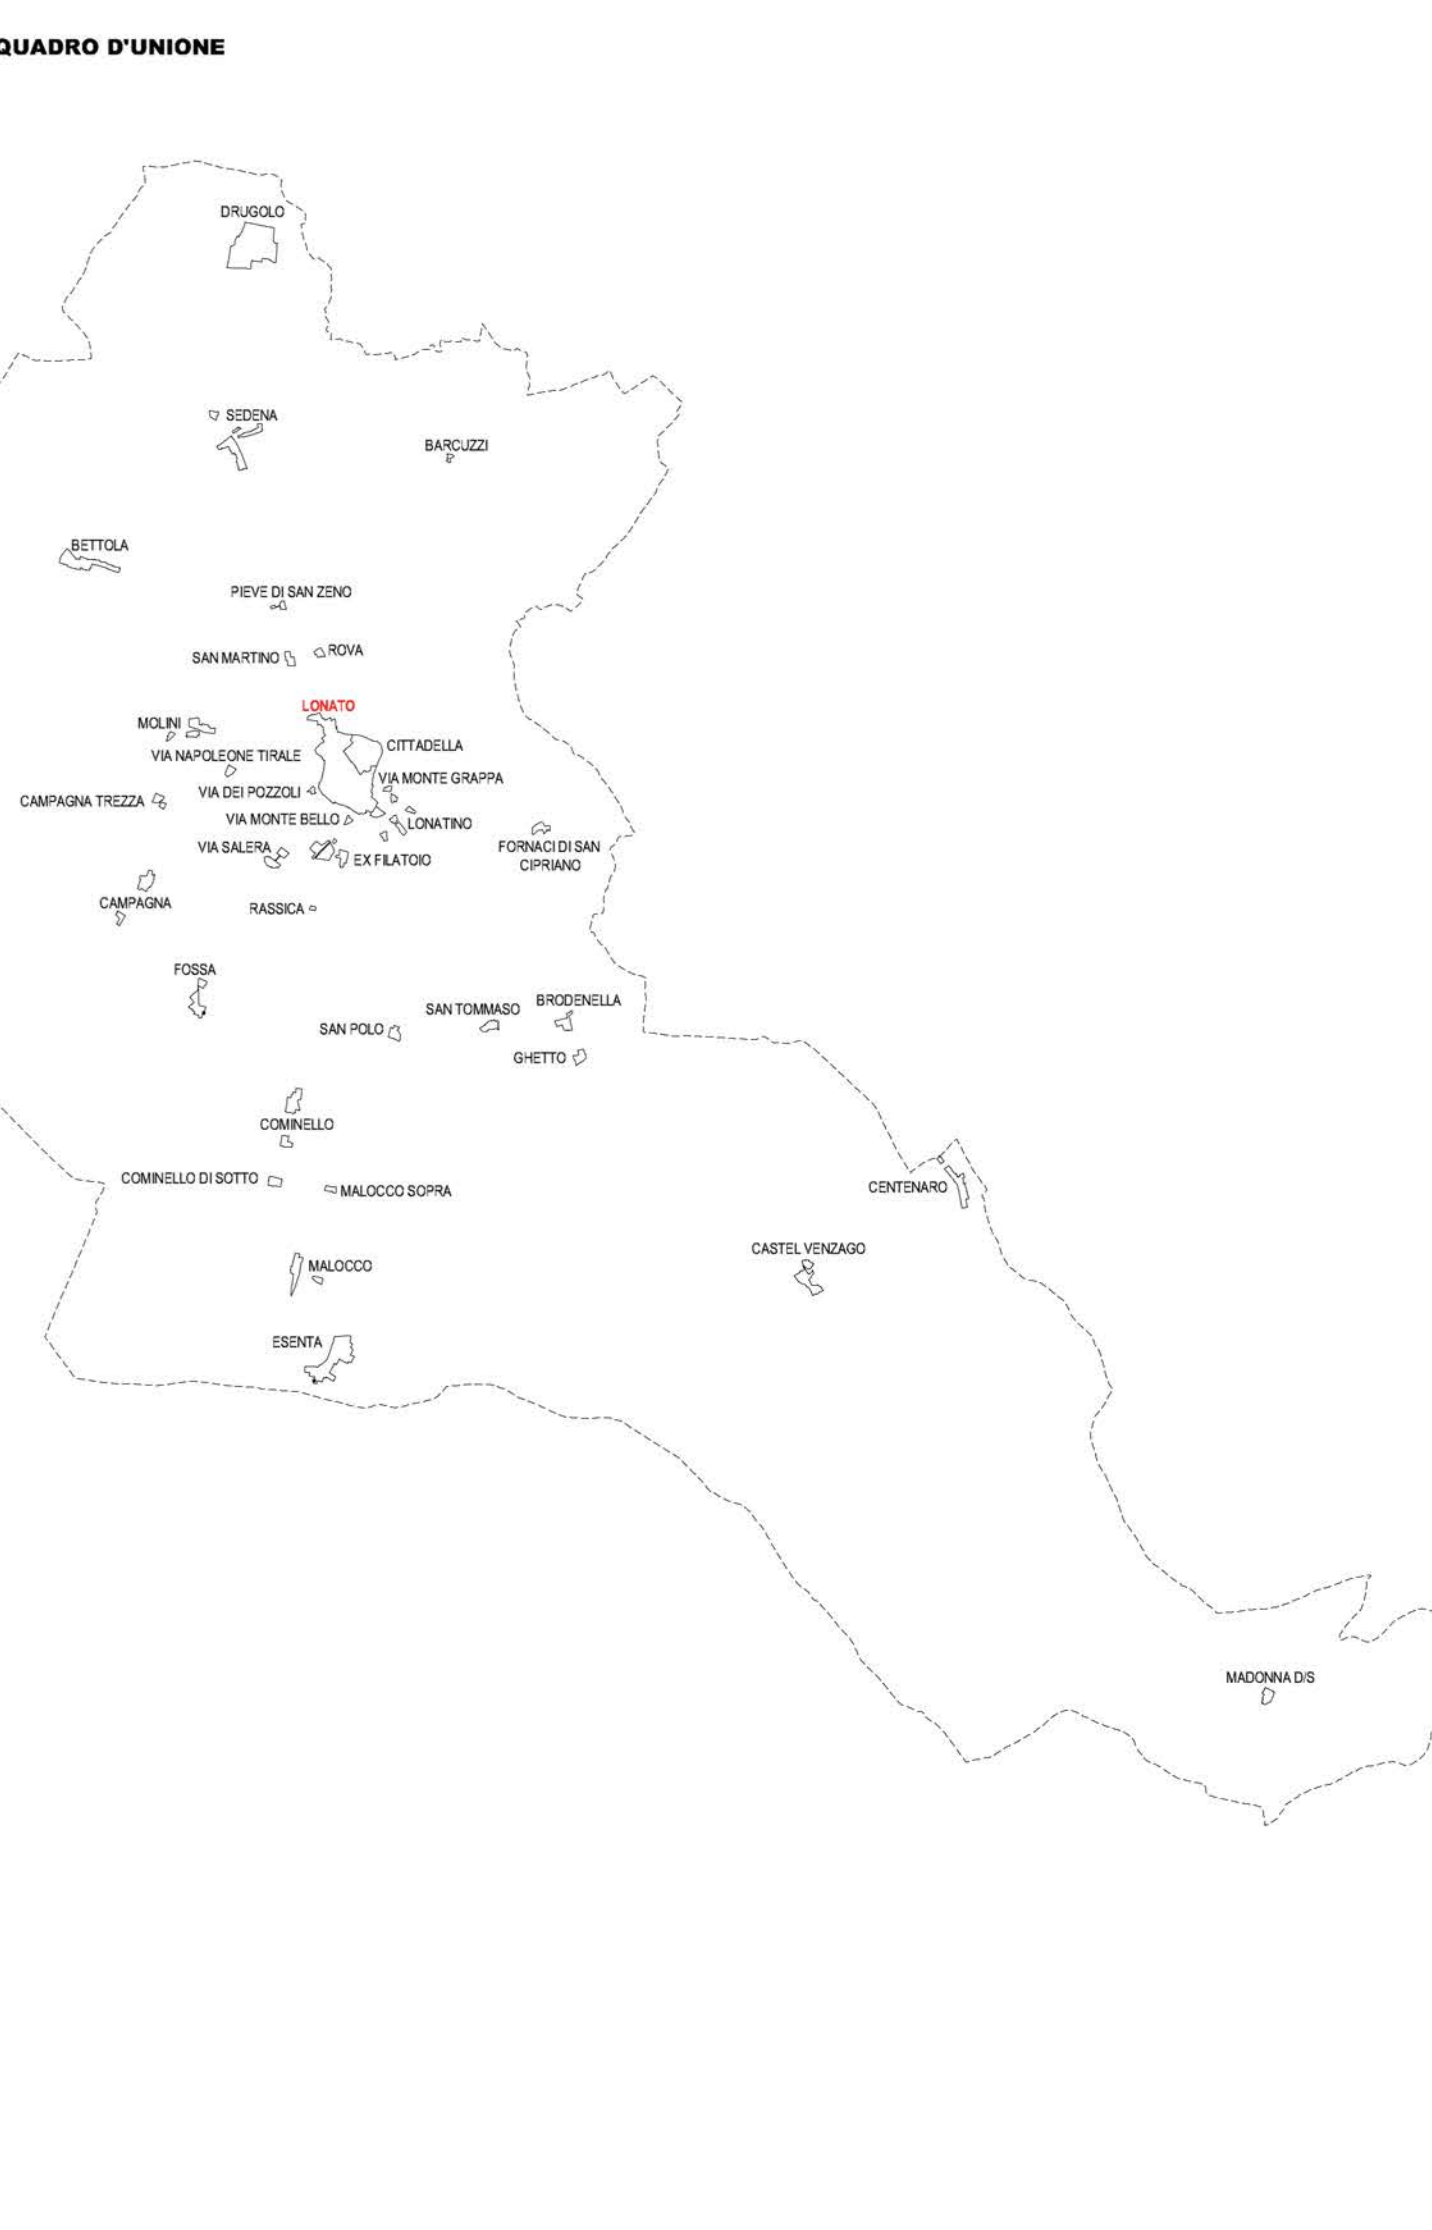 QUADRO D'UNIONE
DRUGOLO
SEDENA
BARCUZZI
BETTOLA
PIEVE DI SAN ZENO
SAN MARTINO
ROVA
LONATO
MOLINI
CITTADELLA
VIA NAPOLEONE TIRALE
VIA MONTE GRAPPA
VIA DEI POZZOLI
CAMPAGNA TREZZA
VIA MONTE BELLO
LONATINO
VIA SALERA
FORNACI DI SAN
CIPRIANO
EX FILATOIO
CAMPAGNA
RASSICA
FOSSA
BRODENELLA
SAN TOMMASO
SAN POLO
GHETTO
COMINELLO
COMINELLO DI SOTTO
MALOCCO SOPRA
CENTENARO
CASTEL VENZAGO
MALOCCO
ESENTA
MADONNA D/S